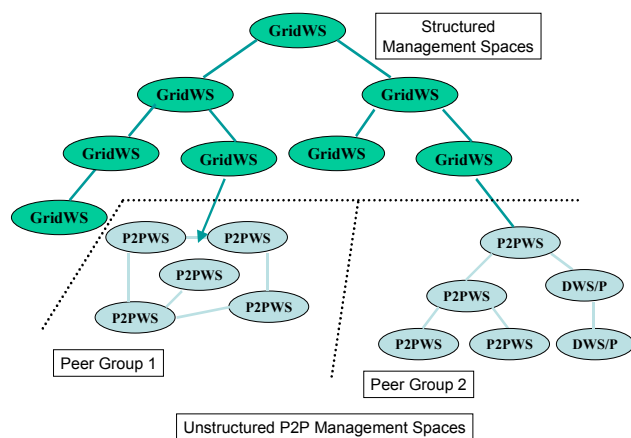 GridWS
Structured
Management Spaces
GridWS
GridWS
GridWS
GridWS
GridWS
GridWS
GridWS
P2PWS
P2PWS
P2PWS
P2PWS
DWS/P
P2PWS
P2PWS
P2PWS
P2PWS
P2PWS
DWS/P
Peer Group 1
Peer Group 2
Unstructured P2P Management Spaces